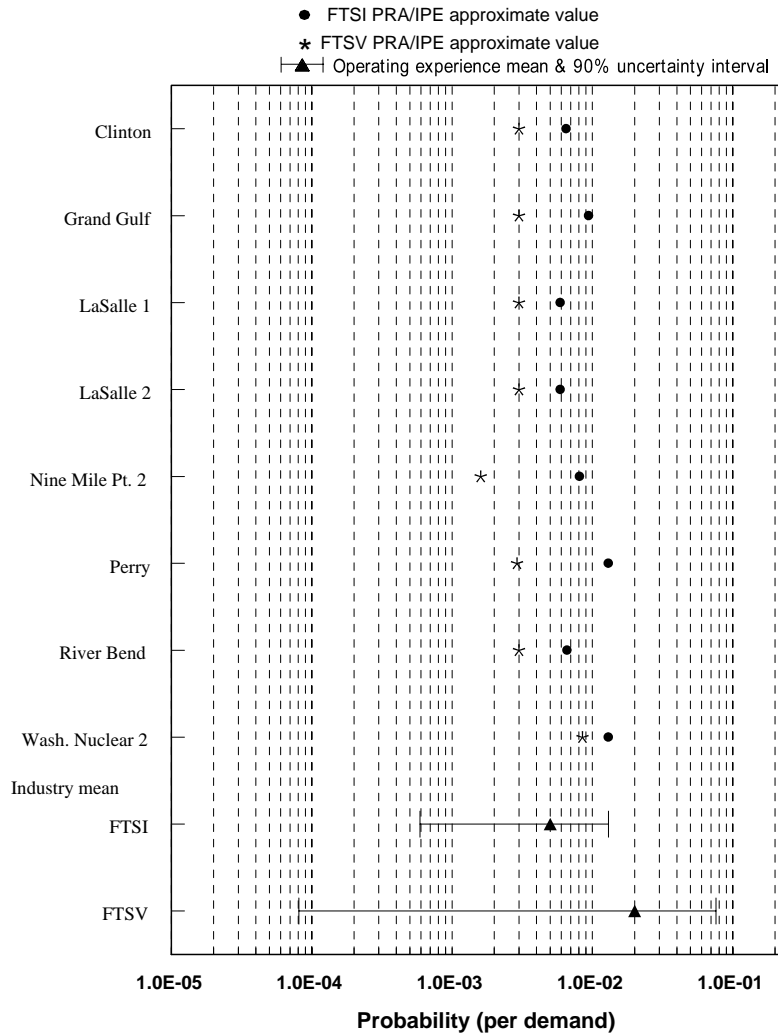 FTSI PRA/IPE approximate value
FTSV PRA/IPE approximate value
Operating experience mean & 90% uncertainty interval
Clinton
Grand Gulf
LaSalle 1
LaSalle 2
Nine Mile Pt. 2
Perry
River Bend
Wash. Nuclear 2
Industry mean
FTSI
FTSV
1.0E-05 1.0E-04 1.0E-03 1.0E-02 1.0E-01
Probability (per demand)